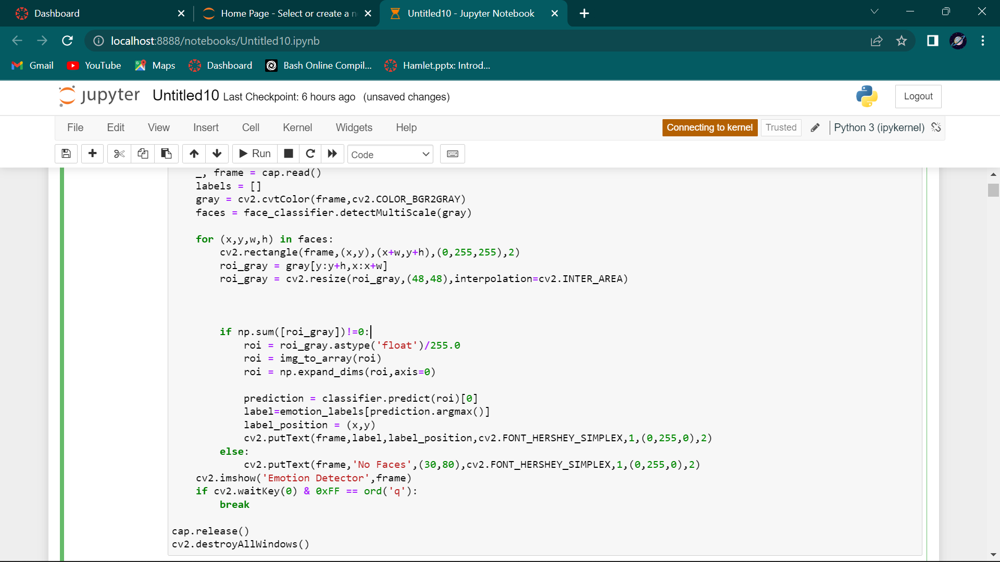 Dashboard
Home Page - Select or create a n
Untitled10 - Jupyter Notebook
localhost:8888/notebooks/Untitled10.ipynb
Gmail
YouTube
Maps
Dashboard
Bash Online Compil...
Hamlet.pptx: Introd...
jupyter
Untitled10
Last Checkpoint: 6 hours ago (unsaved changes)
Logout
File
Edit
View
Insert
Cell
Kernel
Widgets
Help
Connecting to kernel
Trusted
Python 3 (ipykernel)
Run
Code
_, frame = cap.read()
labels = []
gray = cv2.cvtColor(frame,cv2.COLOR_BGR2GRAY)
faces = face_classifier.detectMultiScale(gray)
for (x,y,w,h) in faces:
cv2.rectangle(frame,(x,y),(x+w,y+h),(0,255,255),2)
roi_gray = gray[y:y+h,x:x+w]
roi_gray = cv2.resize(roi_gray,(48,48),interpolation=cv2.INTER_AREA)
if np.sum([roi_gray])!=0:
roi = roi_gray.astype('float')/255.0
roi = img_to_array(roi)
roi = np.expand_dims(roi,axis=0)
prediction = classifier.predict(roi)[0]
label=emotion_labels[prediction.argmax()]
label_position = (x,y)
cv2.putText(frame,label,label_position,cv2.FONT_HERSHEY_SIMPLEX,1,(0,255,0),2)
else:
cv2.putText(frame,'No Faces',(30,80),cv2.FONT_HERSHEY_SIMPLEX,1,(0,255,0),2)
cv2.imshow('Emotion Detector',frame)
if cv2.waitKey(0) & 0xFF == ord('q'):
break
cap.release()
cv2.destroyAllWindows()